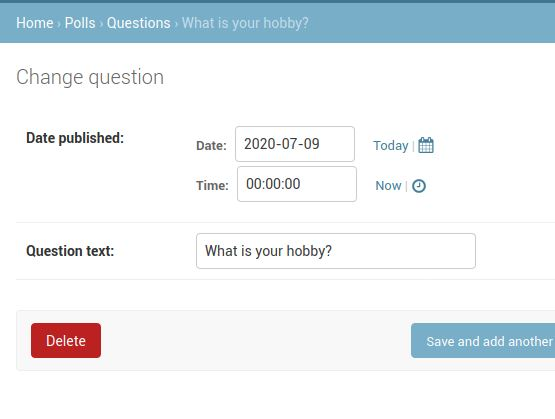 Home › Polls › Questions › What is your hobby?
Change question
Date published:
Date: 2020-07-09 Today |
Time: 00:00:00 Now |
Question text: What is your hobby?
Delete Save and add another